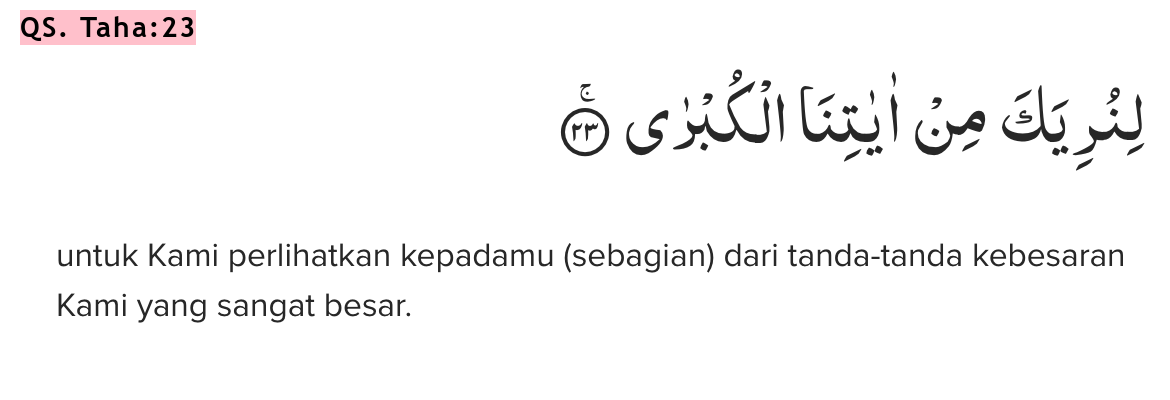 QS. Taha:23
لِنُرِيَكَ مِنْ اٰيٰتِنَا الْكُبْرٰى ۚ ٢٣
untuk Kami perlihatkan kepadamu (sebagian) dari tanda-tanda kebesaran
Kami yang sangat besar.